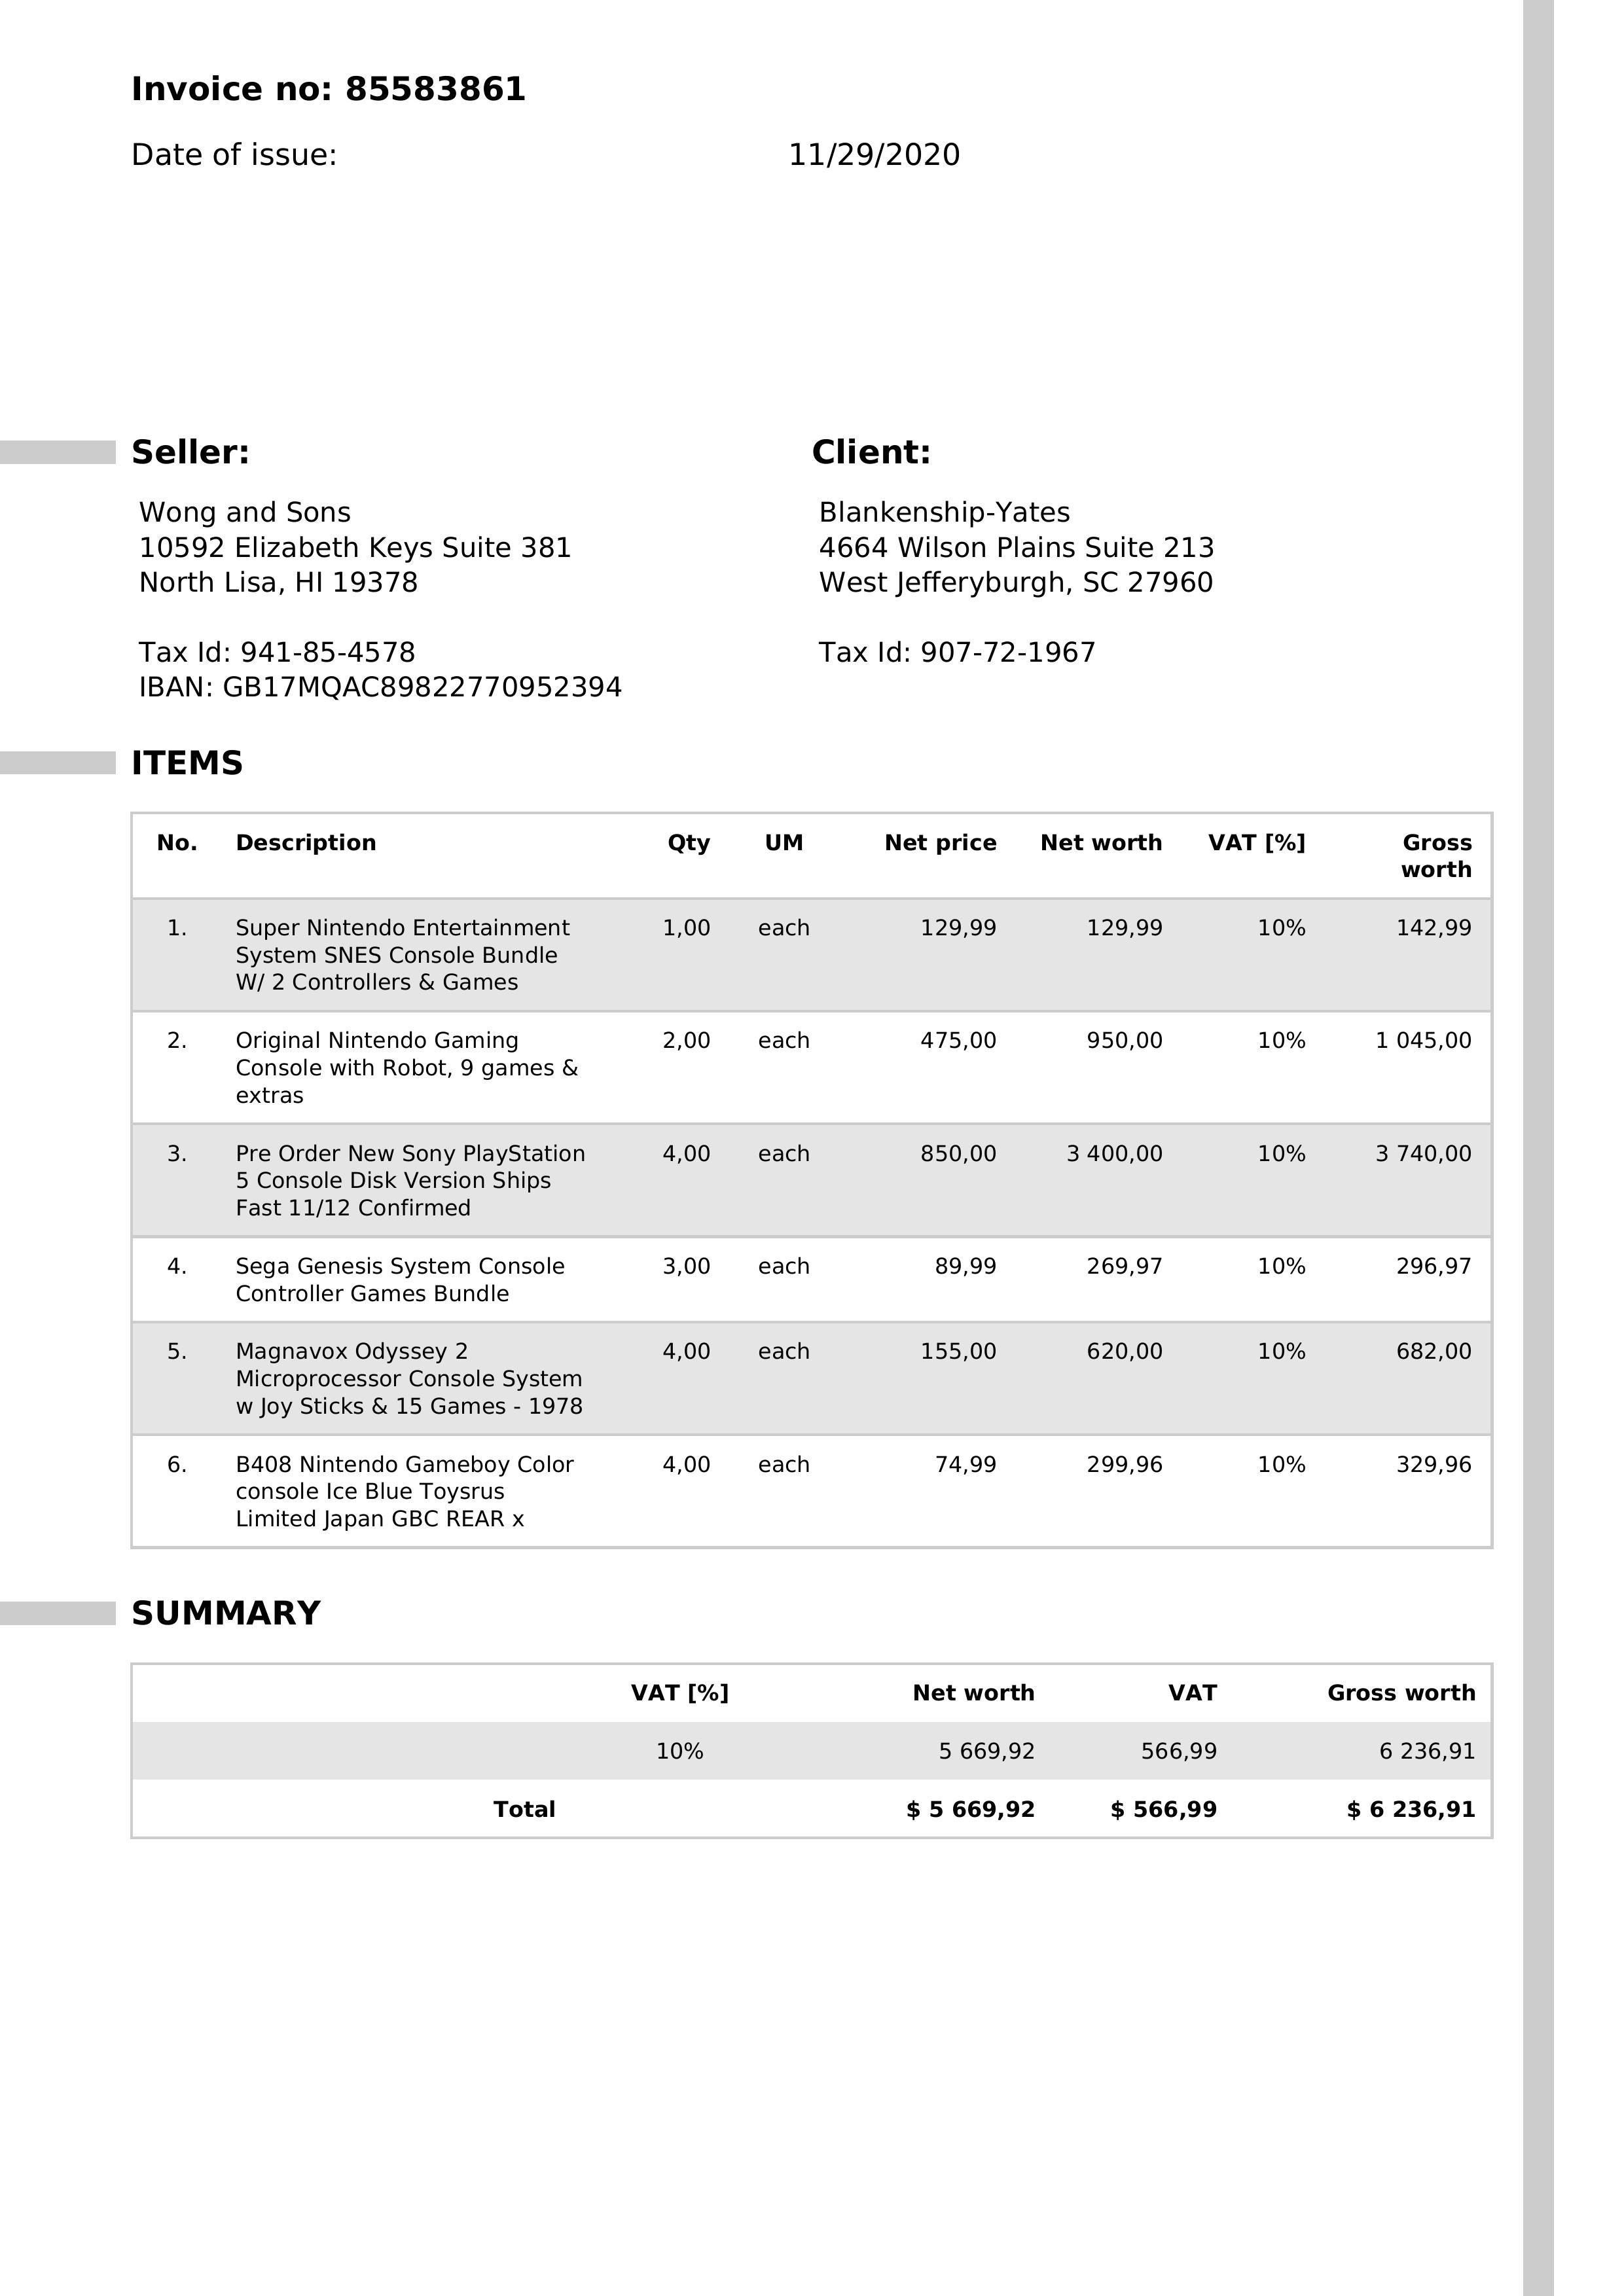 Invoice no: 85583861
Date of issue: 11/29/2020
Seller:
Wong and Sons
10592 Elizabeth Keys Suite 381
North Lisa, HI 19378
Tax Id: 941-85-4578
IBAN: GB17MQAC89822770952394
Client:
Blankenship-Yates
4664 Wilson Plains Suite 213
West Jefferyburgh, SC 27960
Tax Id: 907-72-1967
ITEMS
No. Description Qty UM Net price Net worth VAT [%] Gross
worth
1. Super Nintendo Entertainment 1,00 each 129,99 129,99 10% 142,99
System SNES Console Bundle
W/ 2 Controllers & Games
2. Original Nintendo Gaming 2,00 each 475,00 950,00 10% 1 045,00
Console with Robot, 9 games &
extras
3. Pre Order New Sony PlayStation 4,00 each 850,00 3 400,00 10% 3 740,00
5 Console Disk Version Ships
Fast 11/12 Confirmed
4. Sega Genesis System Console 3,00 each 89,99 269,97 10% 296,97
Controller Games Bundle
5. Magnavox Odyssey 2 4,00 each 155,00 620,00 10% 682,00
Microprocessor Console System
w Joy Sticks & 15 Games - 1978
6. B408 Nintendo Gameboy Color 4,00 each 74,99 299,96 10% 329,96
console Ice Blue Toysrus
Limited Japan GBC REAR x
SUMMARY
VAT [%] Net worth VAT Gross worth
10% 5 669,92 566,99 6 236,91
Total $ 5 669,92 $ 566,99 $ 6 236,91